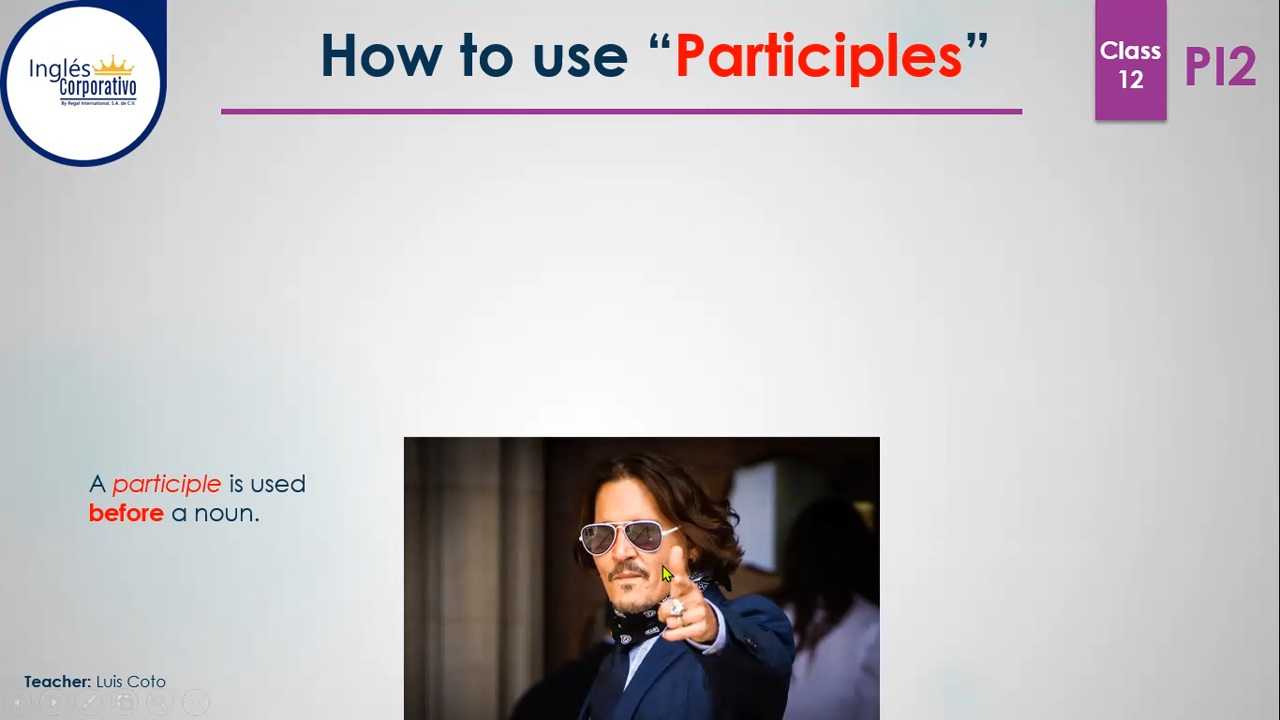 How to use “Participles”
Class
12
PI2
Inglés
Corporativo
By Regal International, S.A. de C.V.
A participle is used
before a noun.
Teacher: Luis Coto